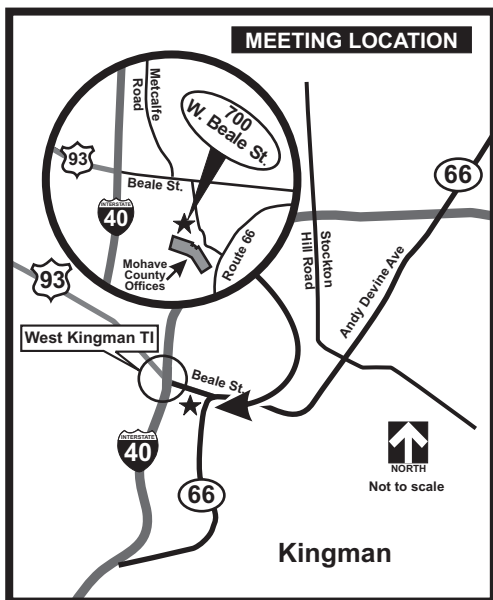 MEETING LOCATION
Metcalfe
Road
700
W. Beale St.
93
Beale St.
INTERSTATE
40
Mohave
County
Offices
Route 66
66
Stockton
Hill Road
Andy Devine Ave
93
West Kingman TI
Beale St.
INTERSTATE
40
66
NORTH
Not to scale
Kingman